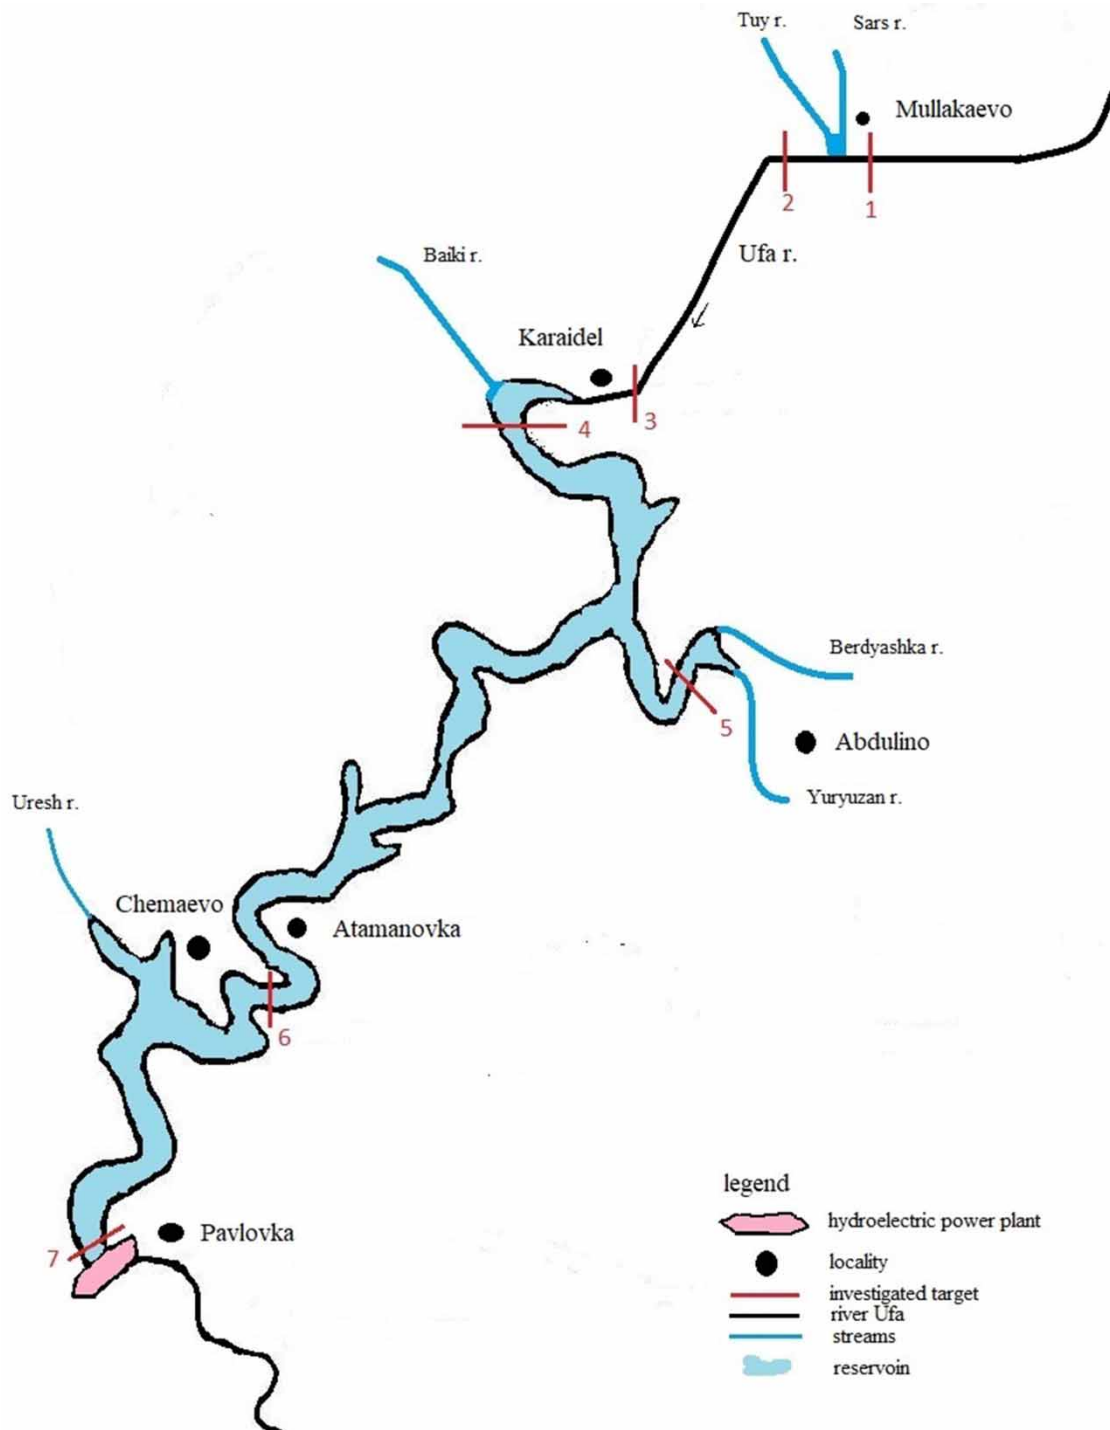 Tuy r.
Sars r.
Mullakaevo
2
1
Ufa r.
Baiki r.
Karaidel
4
3
Berdyashka r.
5
Abdulino
Yuryuzan r.
Uresh r.
Chemaevo
Atamanovka
6
7
Pavlovka
legend
hydroelectric power plant
locality
investigated target
river Ufa
streams
reservoin